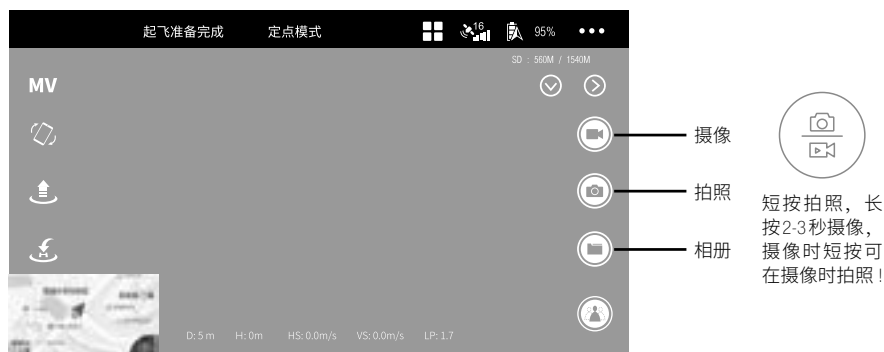 起飞准备完成 定点模式 16 95%
SD : 560M / 1540M
MV
摄像
拍照
相册
短按拍照，长
按2-3秒摄像，
摄像时短按可
在摄像时拍照！
H
D: 5 m H: 0m HS: 0.0m/s VS: 0.0m/s LP: 1.7